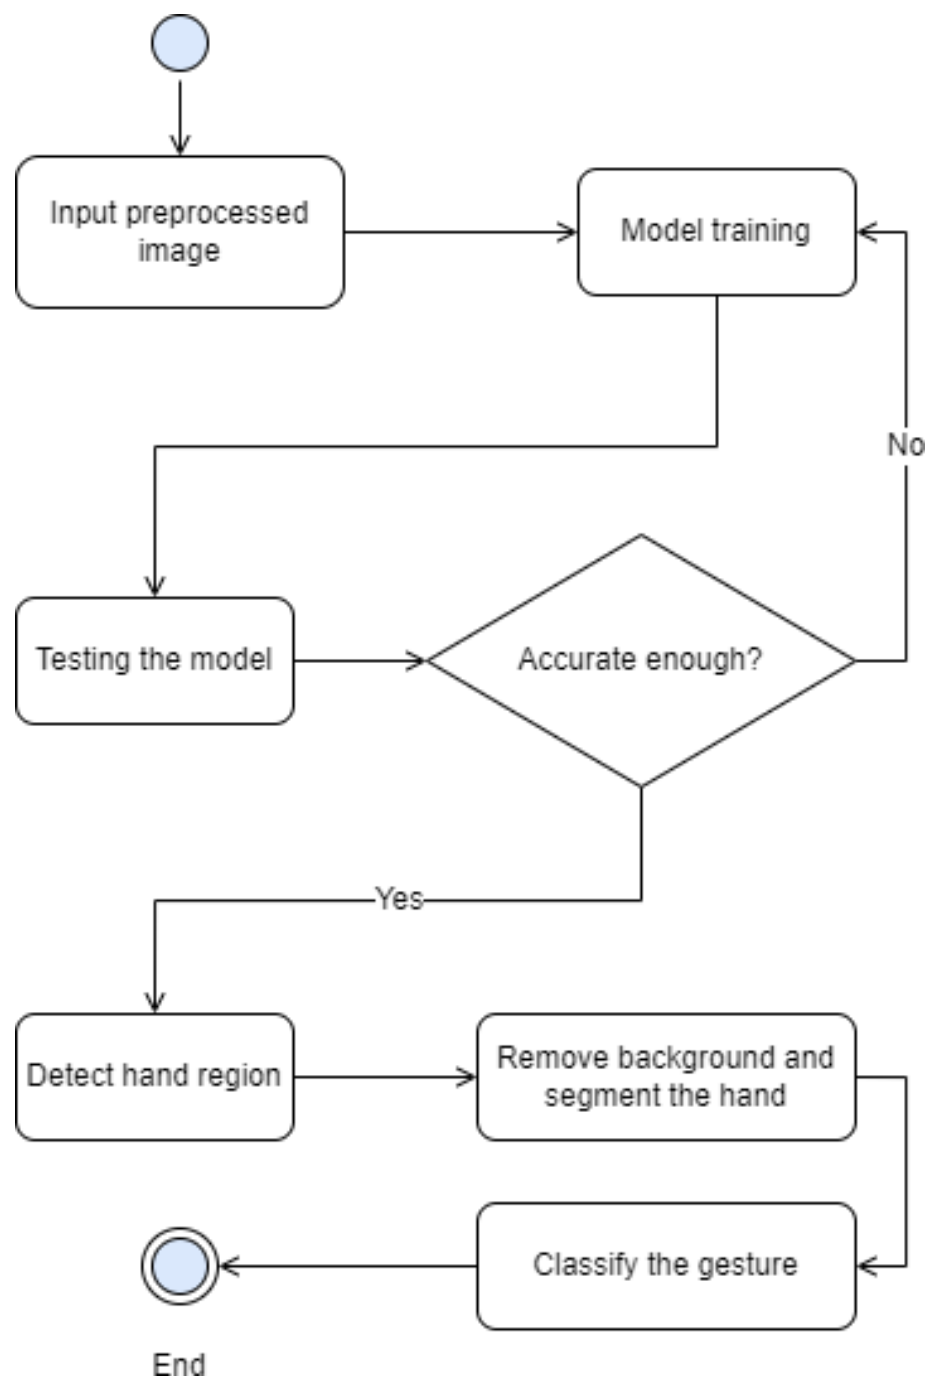 Input preprocessed
image
Model training
No
Testing the model
Accurate enough?
Yes
Detect hand region
Remove background and
segment the hand
Classify the gesture
End